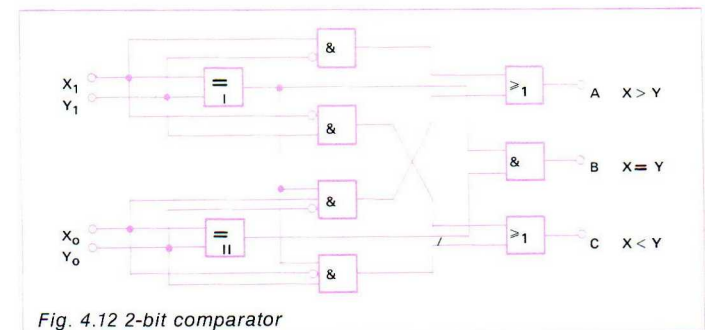 &
X₁
Y₁
=
I
≥1
A X > Y
&
&
B X = Y
&
X₀
Y₀
=
II
≥1
C X < Y
&
Fig. 4.12 2-bit comparator